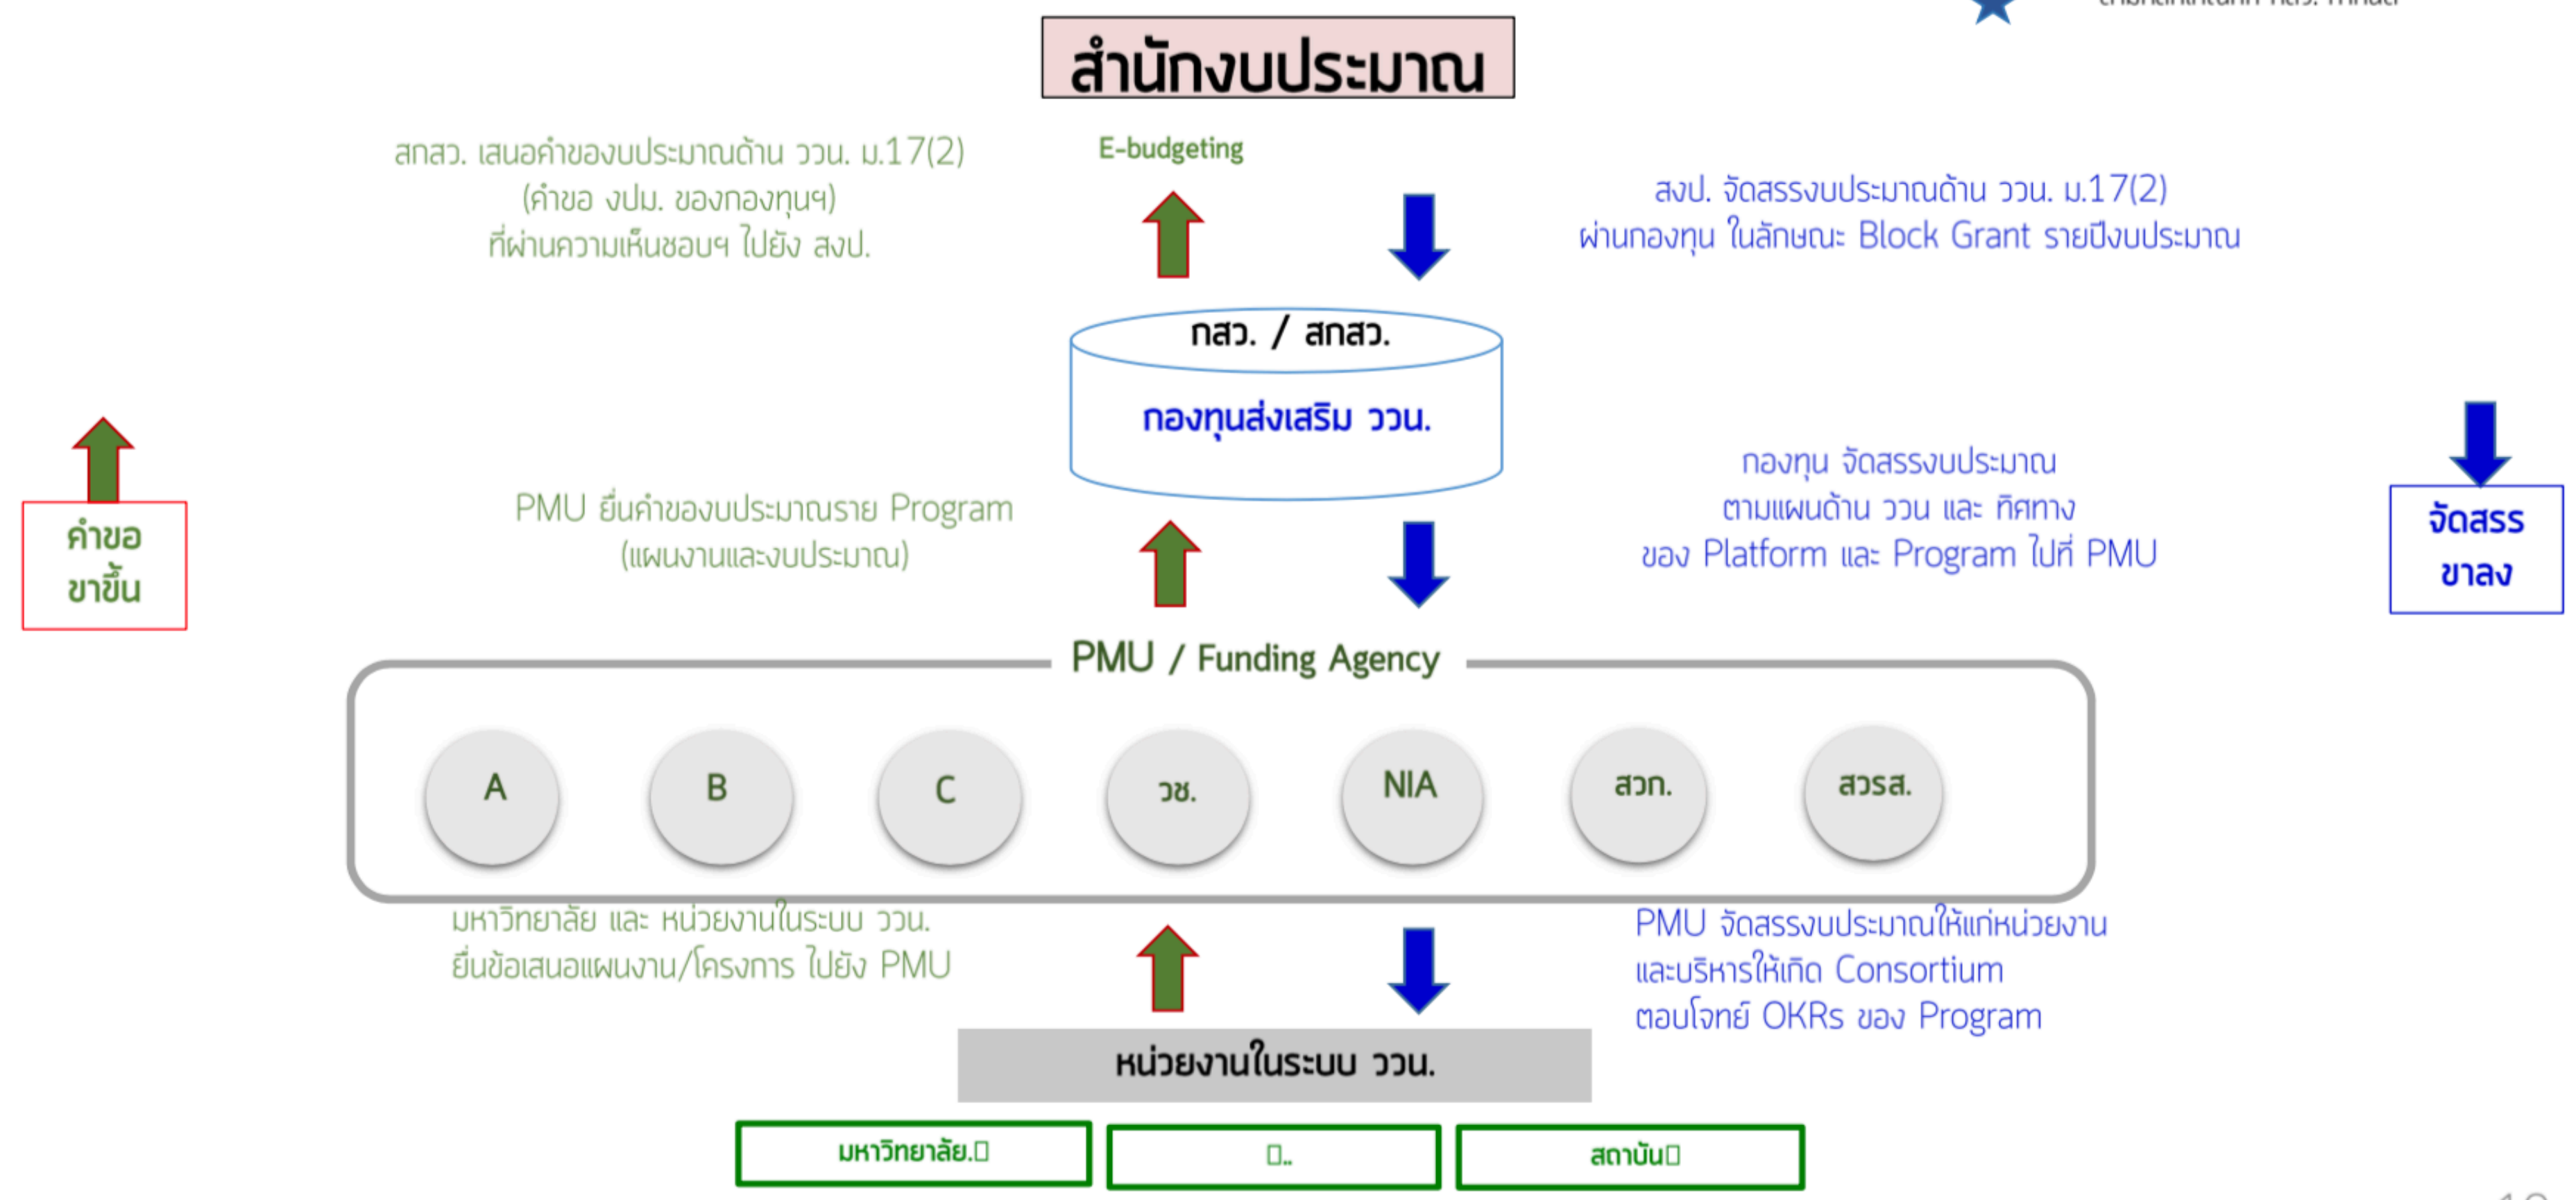 สำนักงบประมาณ
สกสว. เสนอคำของบประมาณด้าน ววน. ม.17(2)
(คำขอ งปม. ของกองทุนฯ)
ที่ผ่านความเห็นชอบฯ ไปยัง สงป.
E-budgeting
สงป. จัดสรรงบประมาณด้าน ววน. ม.17(2)
ผ่านกองทุน ในลักษณะ Block Grant รายปีงบประมาณ
กสว. / สกสว.
กองทุนส่งเสริม ววน.
คำขอ
ขาขึ้น
PMU ยื่นคำของบประมาณราย Program
(แผนงานและงบประมาณ)
กองทุน จัดสรรงบประมาณ
ตามแผนด้าน ววน และ ทิศทาง
ของ Platform และ Program ไปที่ PMU
จัดสรร
ขาลง
PMU / Funding Agency
A
B
C
วช.
NIA
สวก.
สวรส.
มหาวิทยาลัย และ หน่วยงานในระบบ ววน.
ยื่นข้อเสนอแผนงาน/โครงการ ไปยัง PMU
PMU จัดสรรงบประมาณให้แก่หน่วยงาน
และบริหารให้เกิด Consortium
ตอบโจทย์ OKRs ของ Program
หน่วยงานในระบบ ววน.
มหาวิทยาลัย.
..
สถาบัน